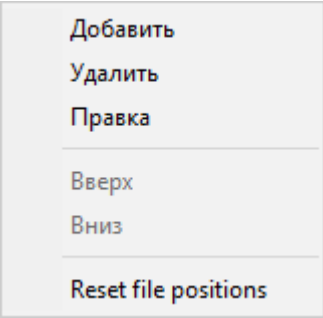 Добавить
Удалить
Правка
Вверх
Вниз
Reset file positions